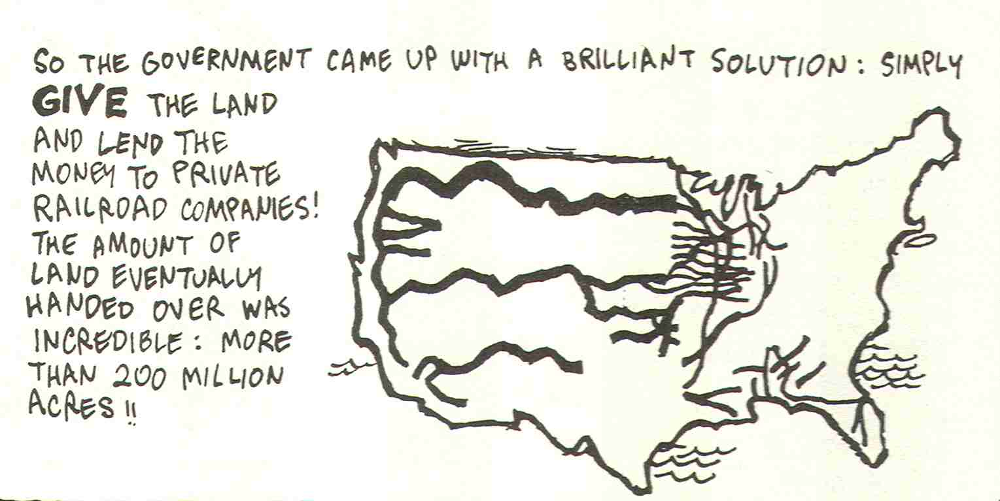 SO THE GOVERNMENT CAME UP WITH A BRILLIANT SOLUTION: SIMPLY
GIVE THE LAND
AND LEND THE
MONEY TO PRIVATE
RAILROAD COMPANIES!
THE AMOUNT OF
LAND EVENTUALLY
HANDED OVER WAS
INCREDIBLE: MORE
THAN 200 MILLION
ACRES!!